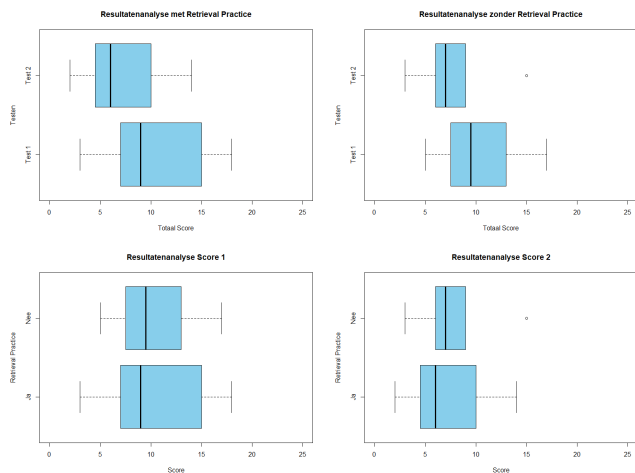 Resultatenanalyse met Retrieval Practice
Testen
Test 2
Test 1
0 5 10 15 20 25
Totaal Score
Resultatenanalyse zonder Retrieval Practice
Testen
Test 2
Test 1
0 5 10 15 20 25
Totaal Score
Resultatenanalyse Score 1
Retrieval Practice
Nee
Ja
0 5 10 15 20 25
Score
Resultatenanalyse Score 2
Retrieval Practice
Nee
Ja
0 5 10 15 20 25
Score